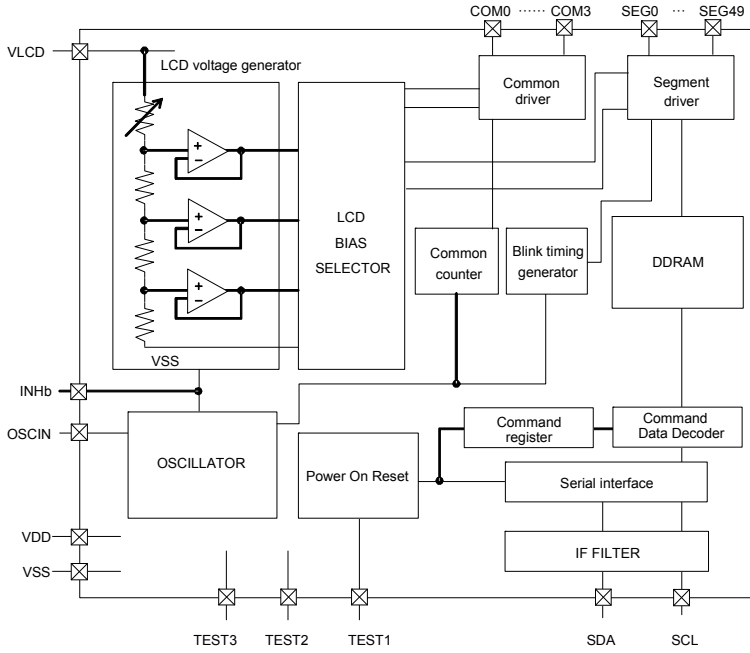 COM0 ······ COM3
SEG0 ··· SEG49
VLCD
LCD voltage generator
Common
driver
Segment
driver
+
−
+
−
+
−
LCD
BIAS
SELECTOR
Common
counter
Blink timing
generator
DDRAM
VSS
INHb
OSCIN
OSCILLATOR
Power On Reset
Command
register
Command
Data Decoder
Serial interface
IF FILTER
VDD
VSS
TEST3
TEST2
TEST1
SDA
SCL